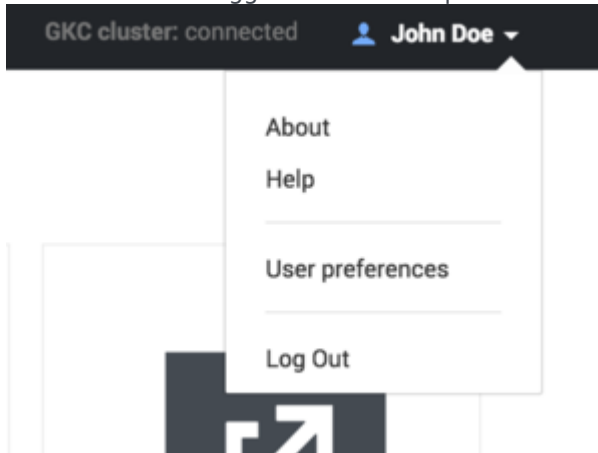 GKC cluster: connected John Doe
About
Help
User preferences
Log Out